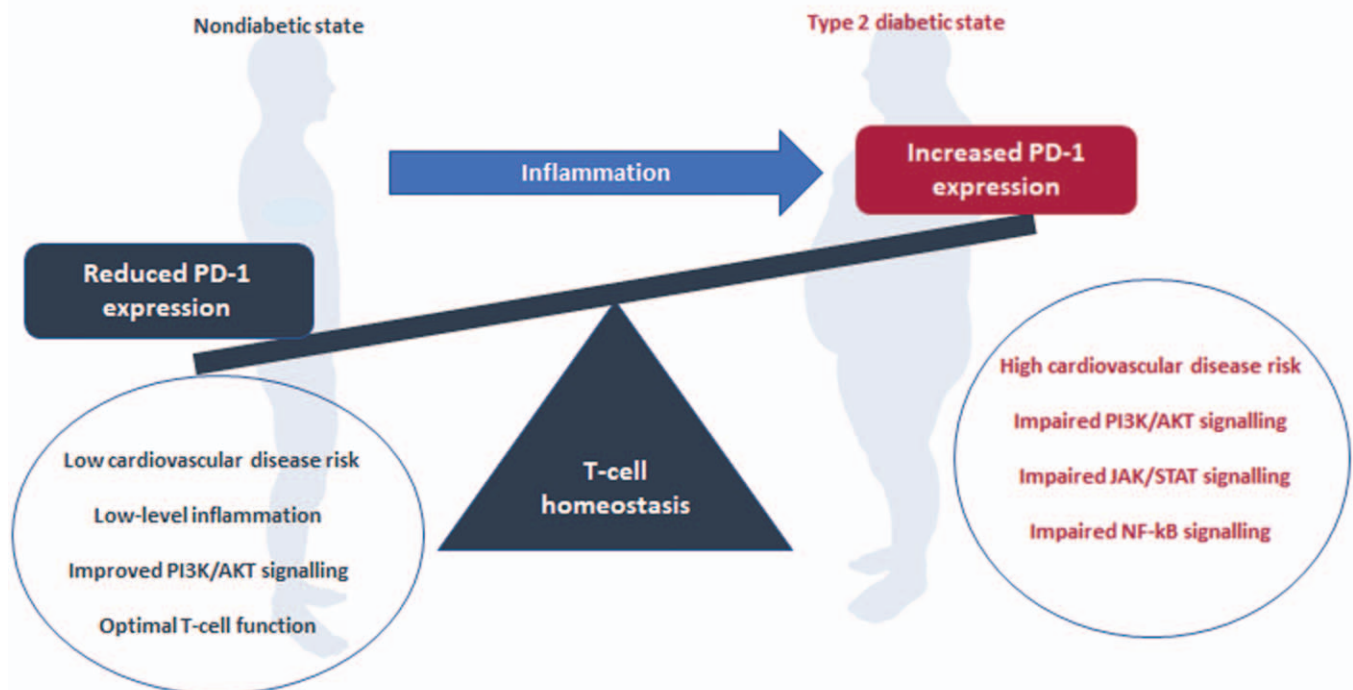 Nondiabetic state
Type 2 diabetic state
Inflammation
Increased PD-1
expression
Reduced PD-1
expression
T-cell
homeostasis
Low cardiovascular disease risk
Low-level inflammation
Improved PI3K/AKT signalling
Optimal T-cell function
High cardiovascular disease risk
Impaired PI3K/AKT signalling
Impaired JAK/STAT signalling
Impaired NF-kB signalling